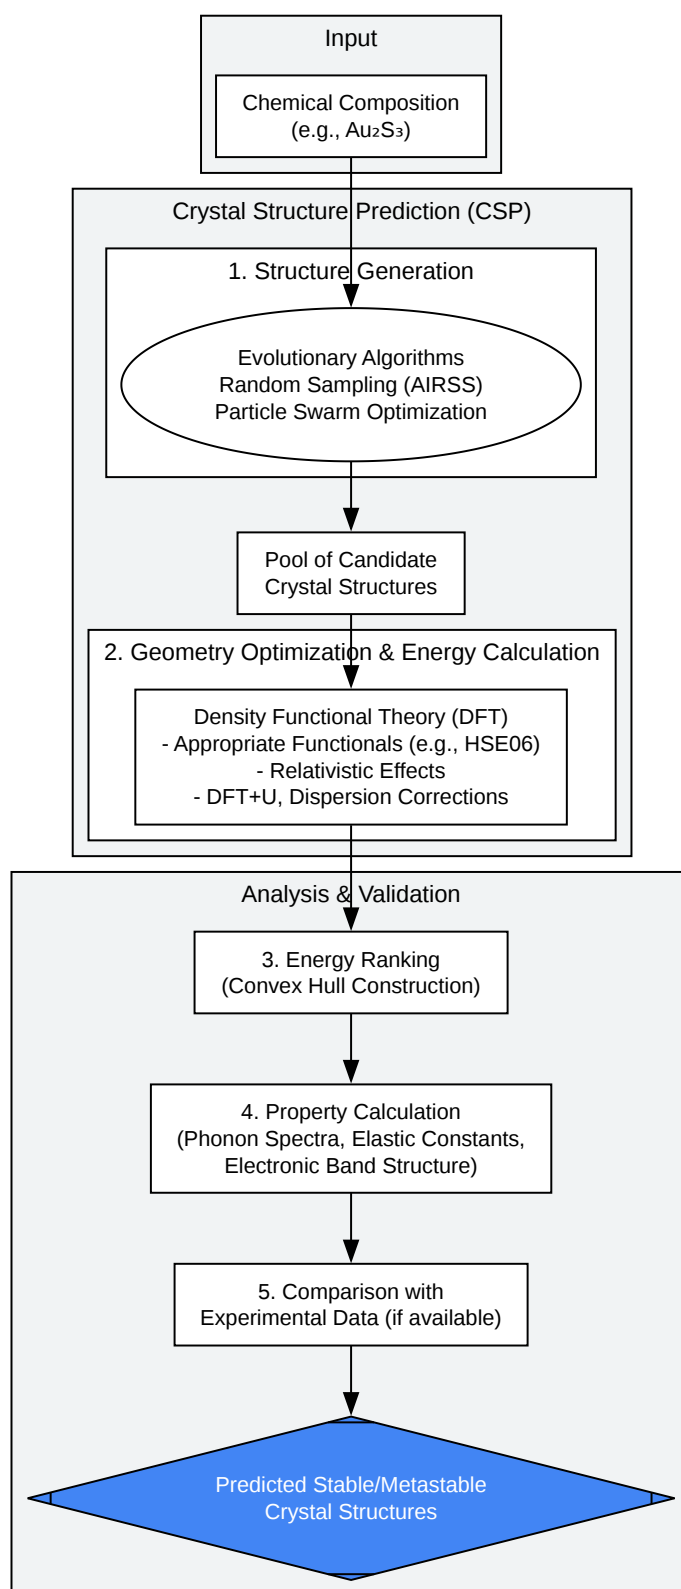 Input
Chemical Composition
(e.g., Au₂S₃)
Crystal Structure Prediction (CSP)
1. Structure Generation
Evolutionary Algorithms
Random Sampling (AIRSS)
Particle Swarm Optimization
Pool of Candidate
Crystal Structures
2. Geometry Optimization & Energy Calculation
Density Functional Theory (DFT)
- Appropriate Functionals (e.g., HSE06)
- Relativistic Effects
- DFT+U, Dispersion Corrections
Analysis & Validation
3. Energy Ranking
(Convex Hull Construction)
4. Property Calculation
(Phonon Spectra, Elastic Constants,
Electronic Band Structure)
5. Comparison with
Experimental Data (if available)
Predicted Stable/Metastable
Crystal Structures